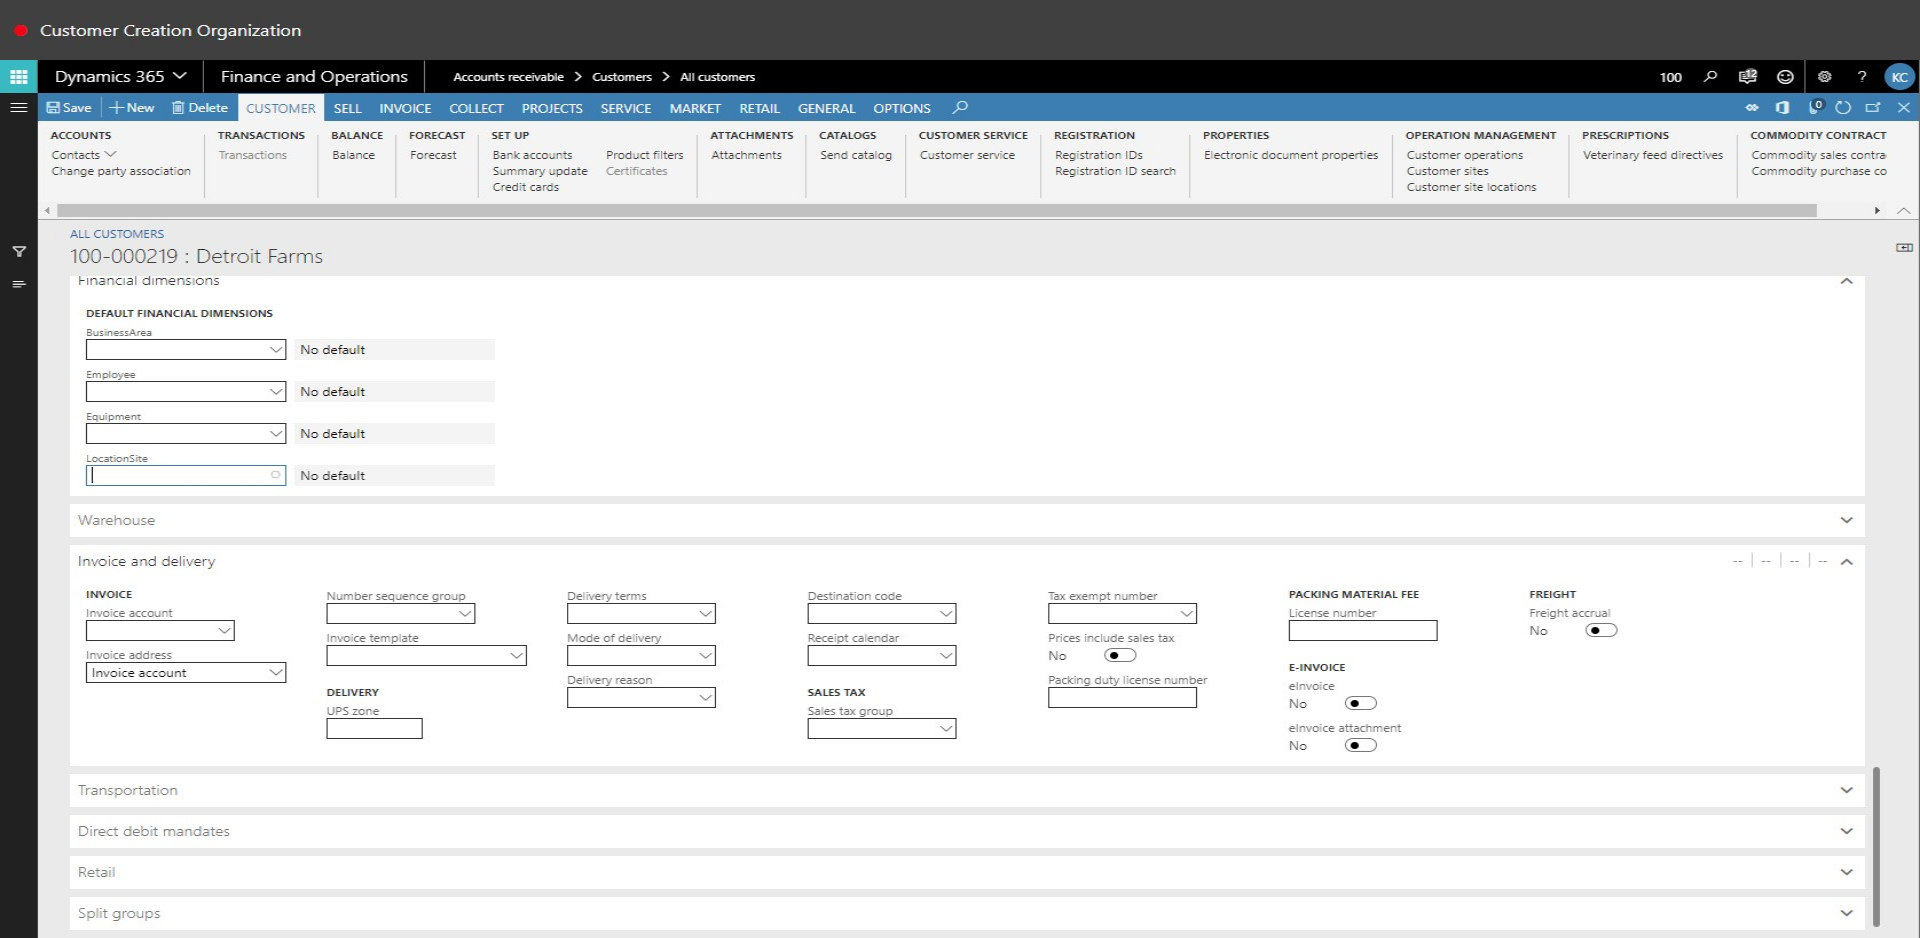 Customer Creation Organization
Dynamics 365 Finance and Operations Accounts receivable > Customers > All customers 100 ? KC
Save + New Delete CUSTOMER SELL INVOICE COLLECT PROJECTS SERVICE MARKET RETAIL GENERAL OPTIONS 0
ACCOUNTS
Contacts
Change party association
TRANSACTIONS
Transactions
BALANCE
Balance
FORECAST
Forecast
SET UP
Bank accounts
Summary update
Credit cards
Product filters
Certificates
ATTACHMENTS
Attachments
CATALOGS
Send catalog
CUSTOMER SERVICE
Customer service
REGISTRATION
Registration IDs
Registration ID search
PROPERTIES
Electronic document properties
OPERATION MANAGEMENT
Customer operations
Customer sites
Customer site locations
PRESCRIPTIONS
Veterinary feed directives
COMMODITY CONTRACT
Commodity sales contra
Commodity purchase co
ALL CUSTOMERS
100-000219 : Detroit Farms
Financial dimensions
DEFAULT FINANCIAL DIMENSIONS
BusinessArea
No default
Employee
No default
Equipment
No default
LocationSite
No default
Warehouse
Invoice and delivery -- -- -- --
INVOICE
Invoice account
Invoice address
Invoice account
Number sequence group
Invoice template
DELIVERY
UPS zone
Delivery terms
Mode of delivery
Delivery reason
Destination code
Receipt calendar
SALES TAX
Sales tax group
Tax exempt number
Prices include sales tax
No
Packing duty license number
PACKING MATERIAL FEE
License number
E-INVOICE
eInvoice
No
eInvoice attachment
No
FREIGHT
Freight accrual
No
Transportation
Direct debit mandates
Retail
Split groups